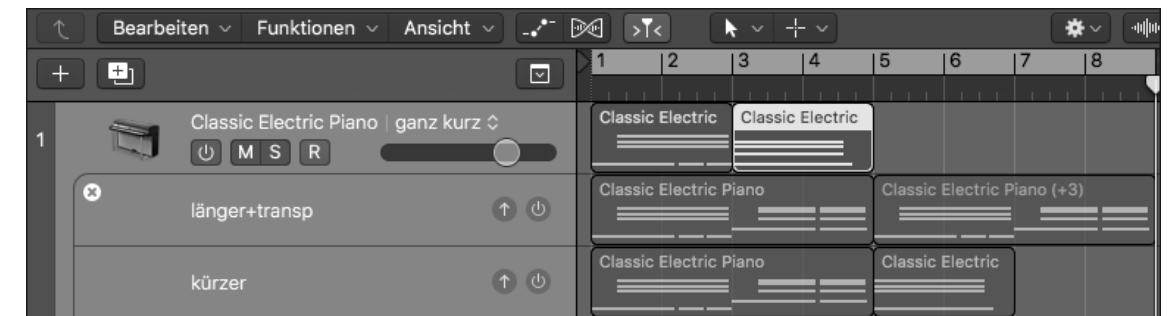 Bearbeiten Funktionen Ansicht
1 2 3 4 5 6 7 8
1 Classic Electric Piano | ganz kurz
M S R
Classic Electric Classic Electric
länger+transp
Classic Electric Piano Classic Electric Piano (+3)
kürzer
Classic Electric Piano Classic Electric